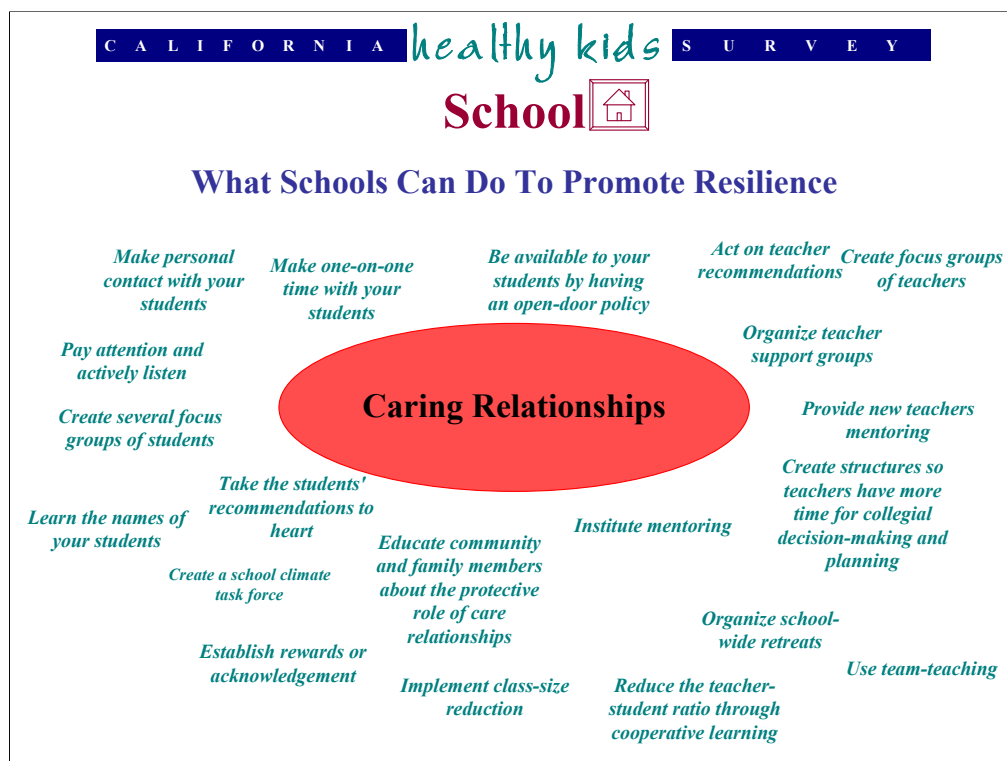 CALIFORNIA healthy kids SURVEY
School
What Schools Can Do To Promote Resilience
Make personal
contact with your
students
Make one-on-one
time with your
students
Be available to your
students by having
an open-door policy
Act on teacher
recommendations
Create focus groups
of teachers
Pay attention and
actively listen
Organize teacher
support groups
Caring Relationships
Create several focus
groups of students
Provide new teachers
mentoring
Take the students'
recommendations to
heart
Create structures so
teachers have more
time for collegial
decision-making and
planning
Learn the names of
your students
Institute mentoring
Educate community
and family members
about the protective
role of care
relationships
Create a school climate
task force
Organize school-
wide retreats
Establish rewards or
acknowledgement
Use team-teaching
Implement class-size
reduction
Reduce the teacher-
student ratio through
cooperative learning